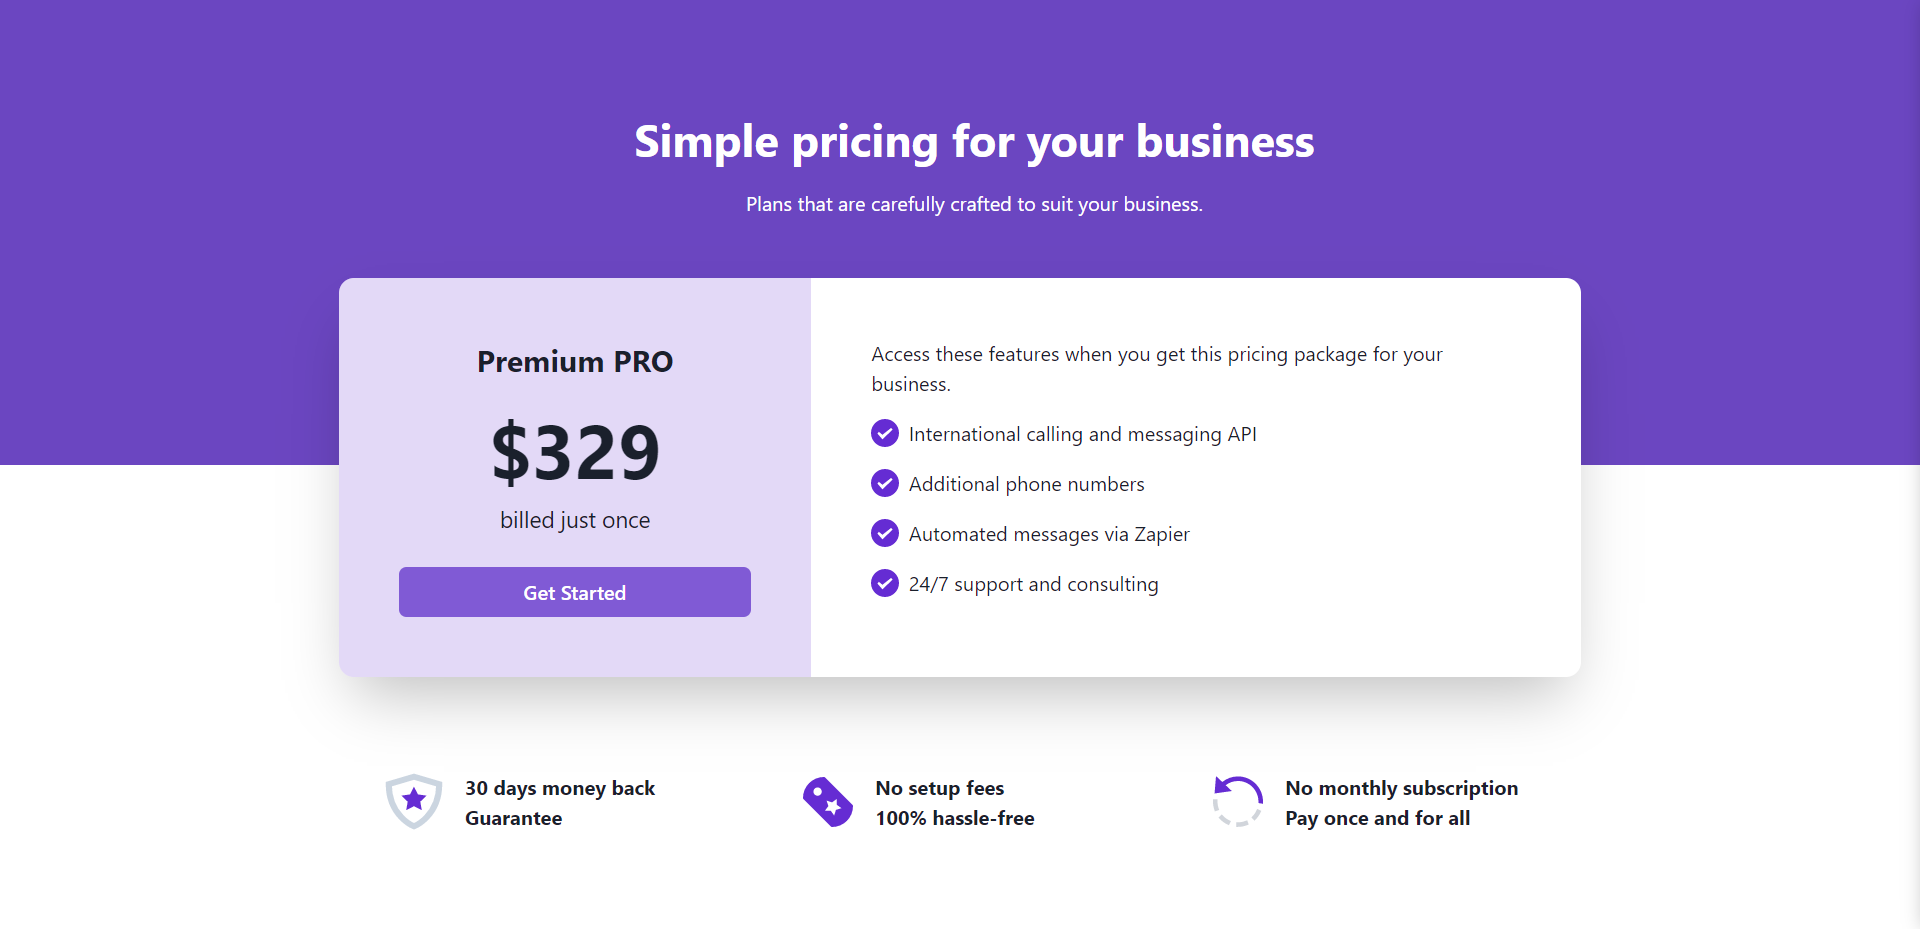 Simple pricing for your business
Plans that are carefully crafted to suit your business.
Premium PRO
$329
billed just once
Get Started
Access these features when you get this pricing package for your
business.
International calling and messaging API
Additional phone numbers
Automated messages via Zapier
24/7 support and consulting
30 days money back
Guarantee
No setup fees
100% hassle-free
No monthly subscription
Pay once and for all